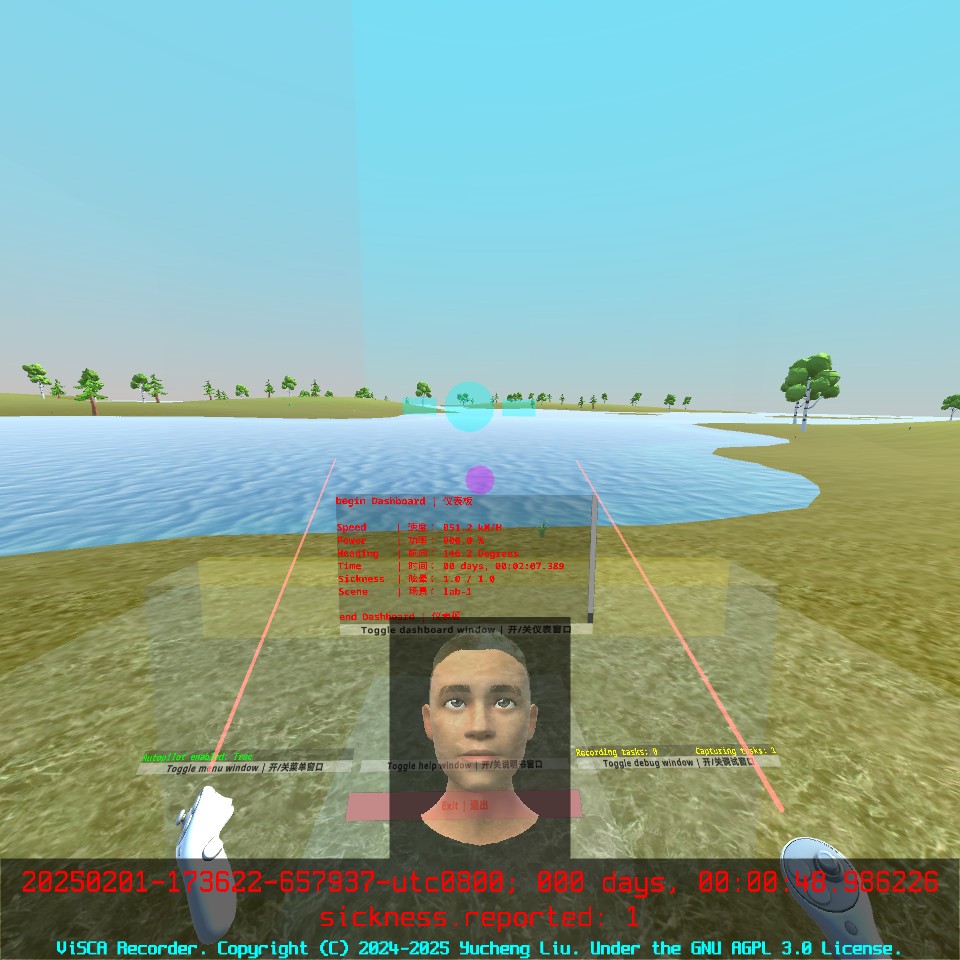 begin Dashboard | 仪表板
Speed | 速度: 051.2 kM/H
Power | 功率: 000.0 %
Heading | 航向: 146.2 Degrees
Time | 时间: 00 days, 00:02:07.389
Sickness | 眩晕: 1.0 / 1.0
Scene | 场景: lab-1
end Dashboard | 仪表板
Toggle dashboard window | 开/关仪表窗口
Autopilot enabled: True
Recording tasks: 0 Capturing tasks: 1
Toggle menu window | 开/关菜单窗口
Toggle help window | 开/关说明书窗口
Toggle debug window | 开/关调试窗口
Exit | 退出
20250201-173622-657937-utc0800; 000 days, 00:00:48.986226
sickness.reported: 1
ViSCA Recorder. Copyright (C) 2024-2025 Yucheng Liu. Under the GNU AGPL 3.0 License.